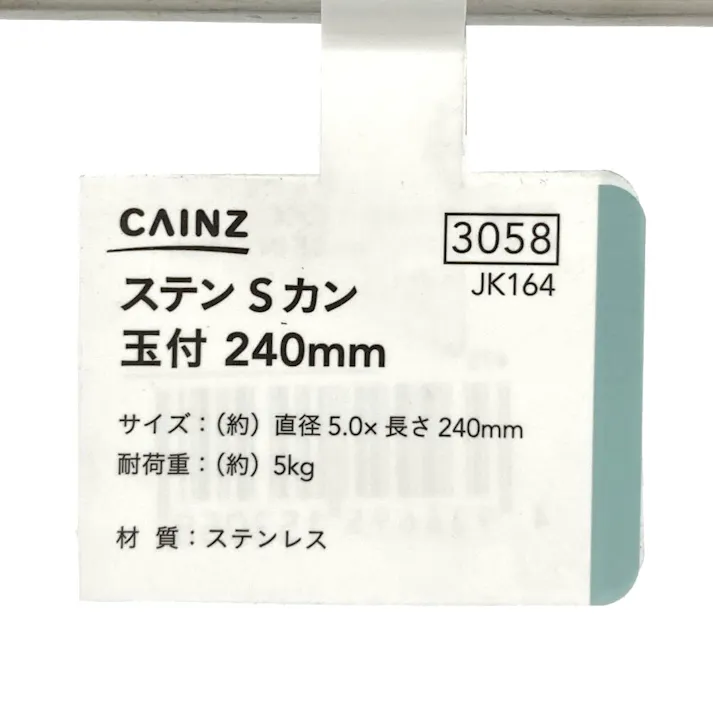 CAINZ
3058
JK164
ステン S カン
玉付 240mm
サイズ：（約）直径 5.0× 長さ 240mm
耐荷重：（約）5kg
材 質：ステンレス